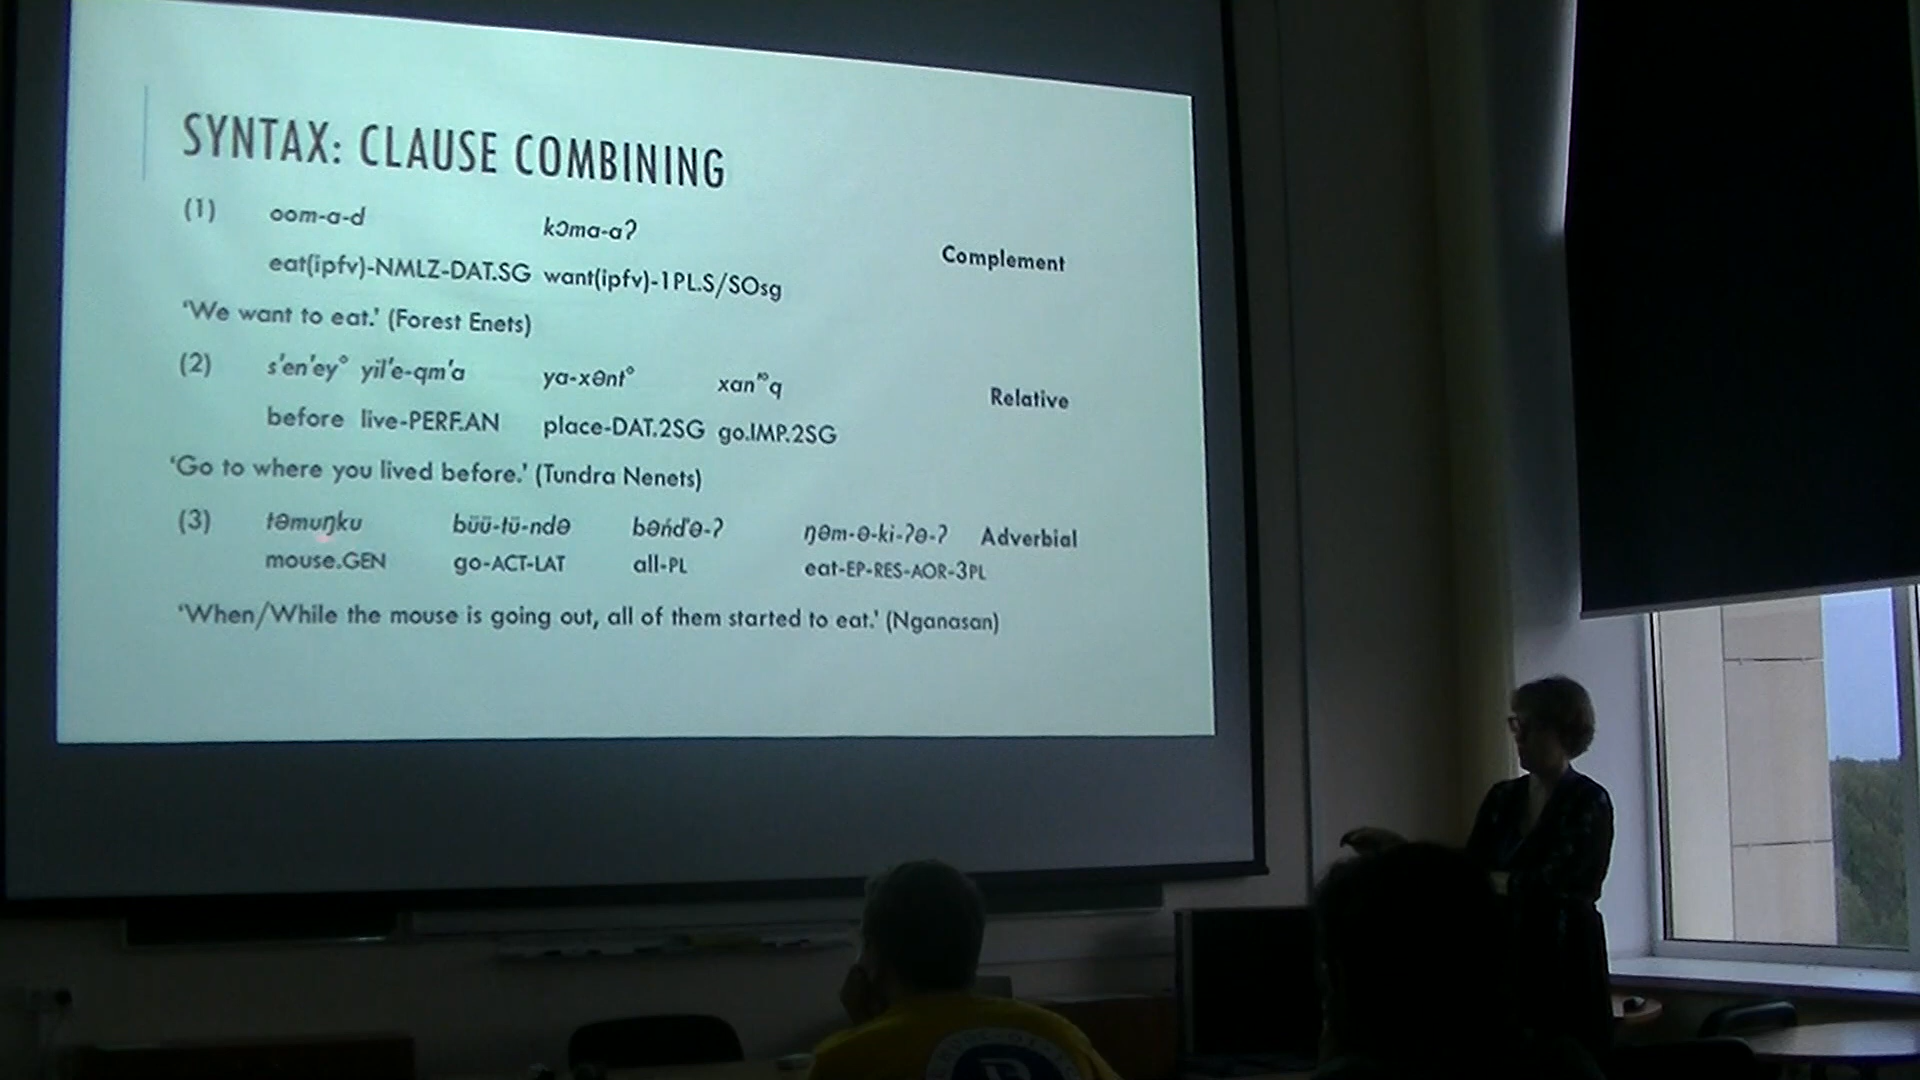 SYNTAX: CLAUSE COMBINING
(1) oom-a-d kɔma-aʔ
Complement
eat(ipfv)-NMLZ-DAT.SG want(ipfv)-1PL.S/SOsg
‘We want to eat.’ (Forest Enets)
(2) s′en′ey° yil′e-qm′a ya-xənt° q
Relative
before live-PERF.AN place-DAT.2SG go.IMP.2SG
‘Go to where you lived before.’ (Tundra Nenets)
(3) təmuŋku büü-tü-ndə bəńd'ə-ʔ ŋəm-ə-ki-ʔə-ʔ Adverbial
mouse.GEN go-ACT-LAT all-PL eat-EP-RES-AOR-3PL
‘When/While the mouse is going out, all of them started to eat.’ (Nganasan)